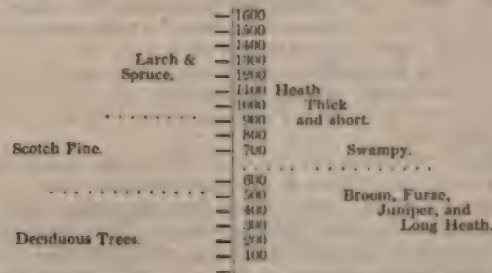 1600
1500
1400
Larch & 1300
Spruce. 1200
1100 Heath
1000 Thick
900 and short.
800
Scotch Pine. 700 Swampy.
600
500 Broom, Furze,
400 Juniper, and
300 Long Heath.
Deciduous Trees. 200
100